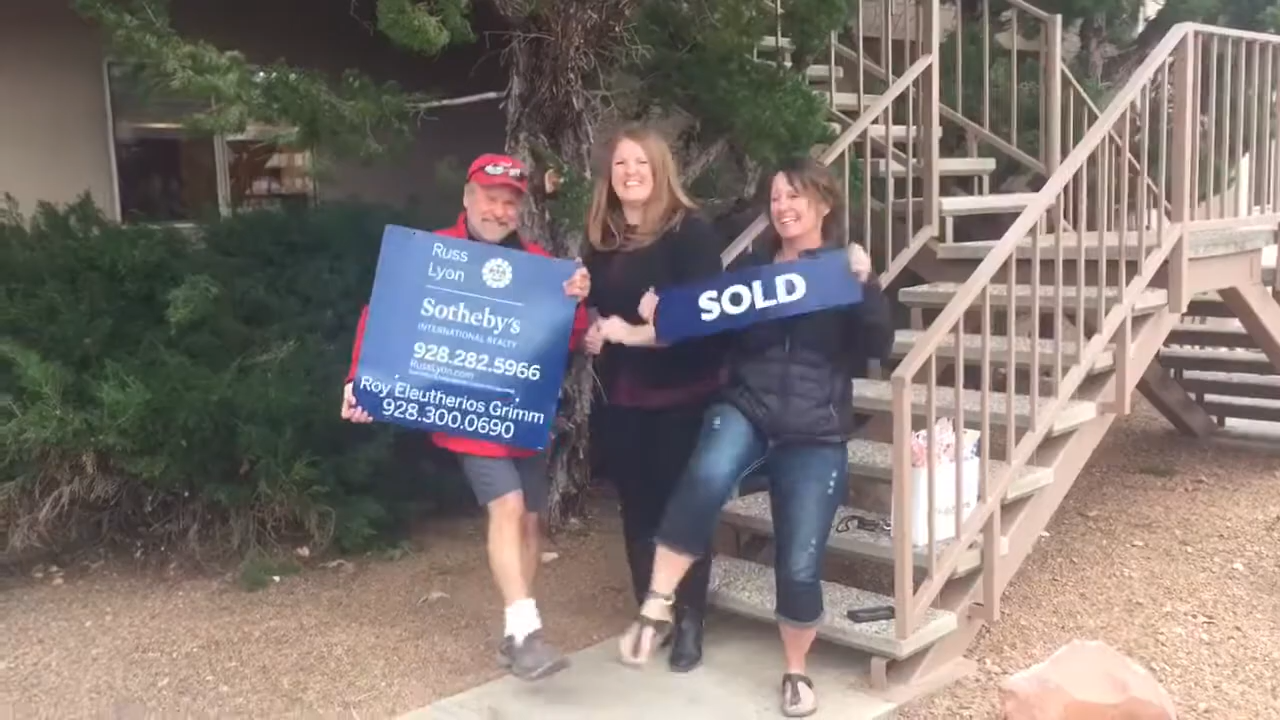 Russ
Lyon
Sotheby's
INTERNATIONAL REALTY
928.282.5966
RussLyon.com
Roy Eleutherios Grimm
928.300.0690
SOLD